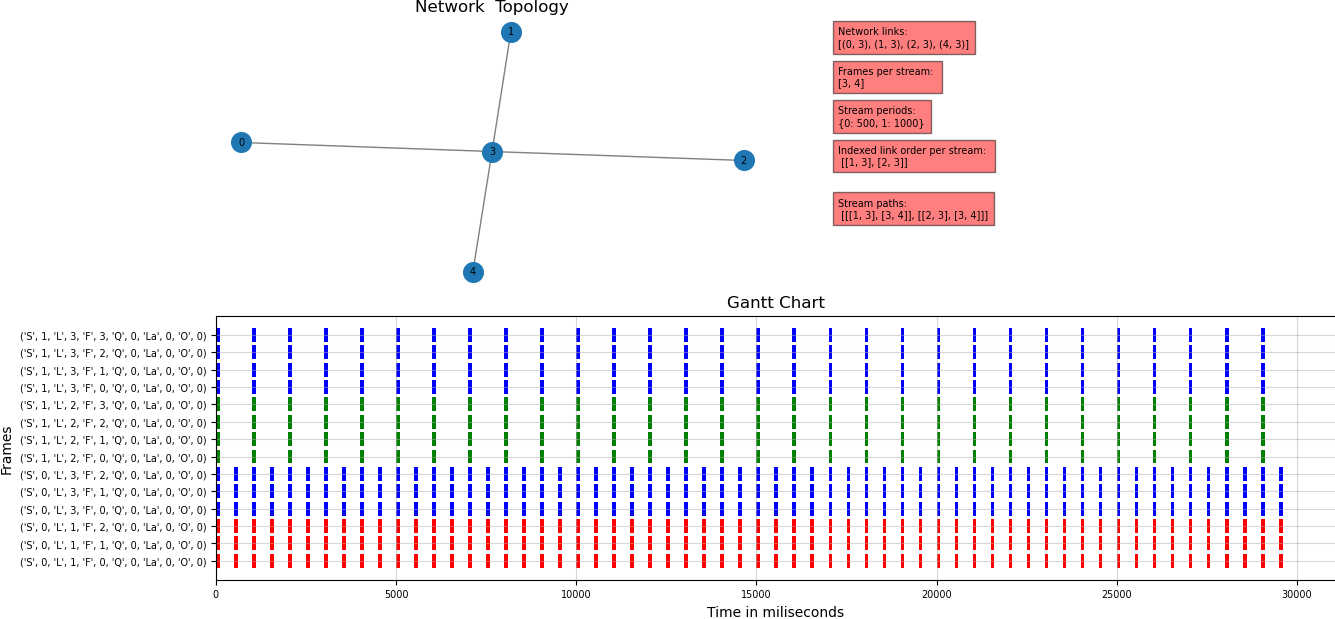 Network  Topology
1
0
3
2
4
Network links:
[(0, 3), (1, 3), (2, 3), (4, 3)]
Frames per stream:
[3, 4]
Stream periods:
{0: 500, 1: 1000}
Indexed link order per stream:
[[1, 3], [2, 3]]
Stream paths:
[[[1, 3], [3, 4]], [[2, 3], [3, 4]]]
Gantt Chart
Frames
('S', 1, 'L', 3, 'F', 3, 'Q', 0, 'La', 0, 'O', 0)
('S', 1, 'L', 3, 'F', 2, 'Q', 0, 'La', 0, 'O', 0)
('S', 1, 'L', 3, 'F', 1, 'Q', 0, 'La', 0, 'O', 0)
('S', 1, 'L', 3, 'F', 0, 'Q', 0, 'La', 0, 'O', 0)
('S', 1, 'L', 2, 'F', 3, 'Q', 0, 'La', 0, 'O', 0)
('S', 1, 'L', 2, 'F', 2, 'Q', 0, 'La', 0, 'O', 0)
('S', 1, 'L', 2, 'F', 1, 'Q', 0, 'La', 0, 'O', 0)
('S', 1, 'L', 2, 'F', 0, 'Q', 0, 'La', 0, 'O', 0)
('S', 0, 'L', 3, 'F', 2, 'Q', 0, 'La', 0, 'O', 0)
('S', 0, 'L', 3, 'F', 1, 'Q', 0, 'La', 0, 'O', 0)
('S', 0, 'L', 3, 'F', 0, 'Q', 0, 'La', 0, 'O', 0)
('S', 0, 'L', 1, 'F', 2, 'Q', 0, 'La', 0, 'O', 0)
('S', 0, 'L', 1, 'F', 1, 'Q', 0, 'La', 0, 'O', 0)
('S', 0, 'L', 1, 'F', 0, 'Q', 0, 'La', 0, 'O', 0)
0 5000 10000 15000 20000 25000 30000
Time in miliseconds